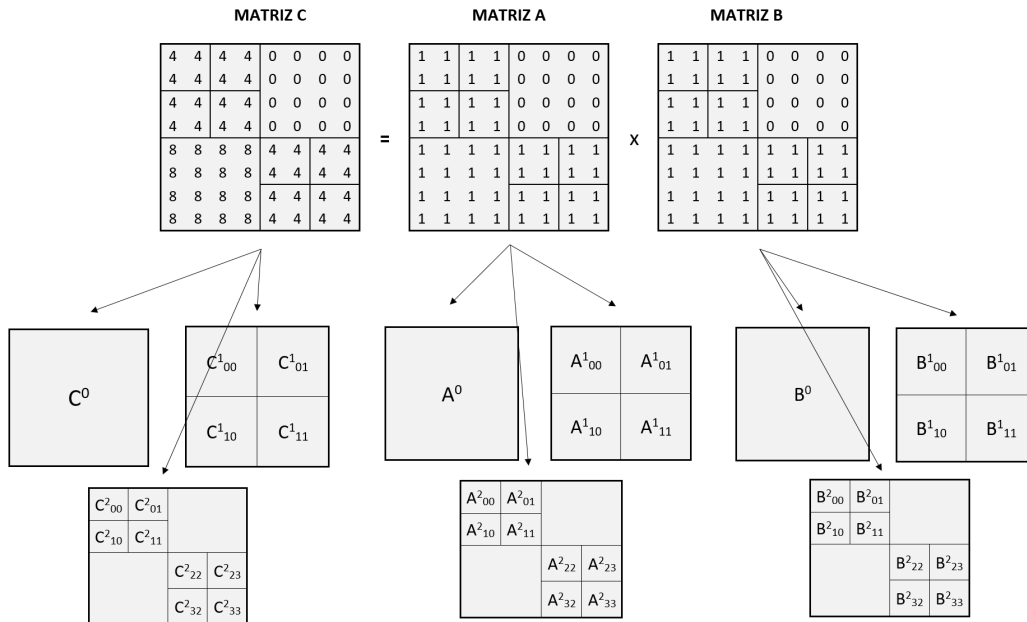 MATRIZ C MATRIZ A MATRIZ B
4 4 4 4 0 0 0 0 1 1 1 1 0 0 0 0 1 1 1 1 0 0 0 0
4 4 4 4 0 0 0 0 1 1 1 1 0 0 0 0 1 1 1 1 0 0 0 0
4 4 4 4 0 0 0 0 1 1 1 1 0 0 0 0 1 1 1 1 0 0 0 0
4 4 4 4 0 0 0 0 1 1 1 1 0 0 0 0 1 1 1 1 0 0 0 0
= X
8 8 8 8 4 4 4 4 1 1 1 1 1 1 1 1 1 1 1 1 1 1 1 1
8 8 8 8 4 4 4 4 1 1 1 1 1 1 1 1 1 1 1 1 1 1 1 1
8 8 8 8 4 4 4 4 1 1 1 1 1 1 1 1 1 1 1 1 1 1 1 1
8 8 8 8 4 4 4 4 1 1 1 1 1 1 1 1 1 1 1 1 1 1 1 1
C⁰
C¹₀₀ C¹₀₁
C¹₁₀ C¹₁₁
A⁰
A¹₀₀ A¹₀₁
A¹₁₀ A¹₁₁
B⁰
B¹₀₀ B¹₀₁
B¹₁₀ B¹₁₁
C²₀₀ C²₀₁
C²₁₀ C²₁₁
C²₂₂ C²₂₃
C²₃₂ C²₃₃
A²₀₀ A²₀₁
A²₁₀ A²₁₁
A²₂₂ A²₂₃
A²₃₂ A²₃₃
B²₀₀ B²₀₁
B²₁₀ B²₁₁
B²₂₂ B²₂₃
B²₃₂ B²₃₃